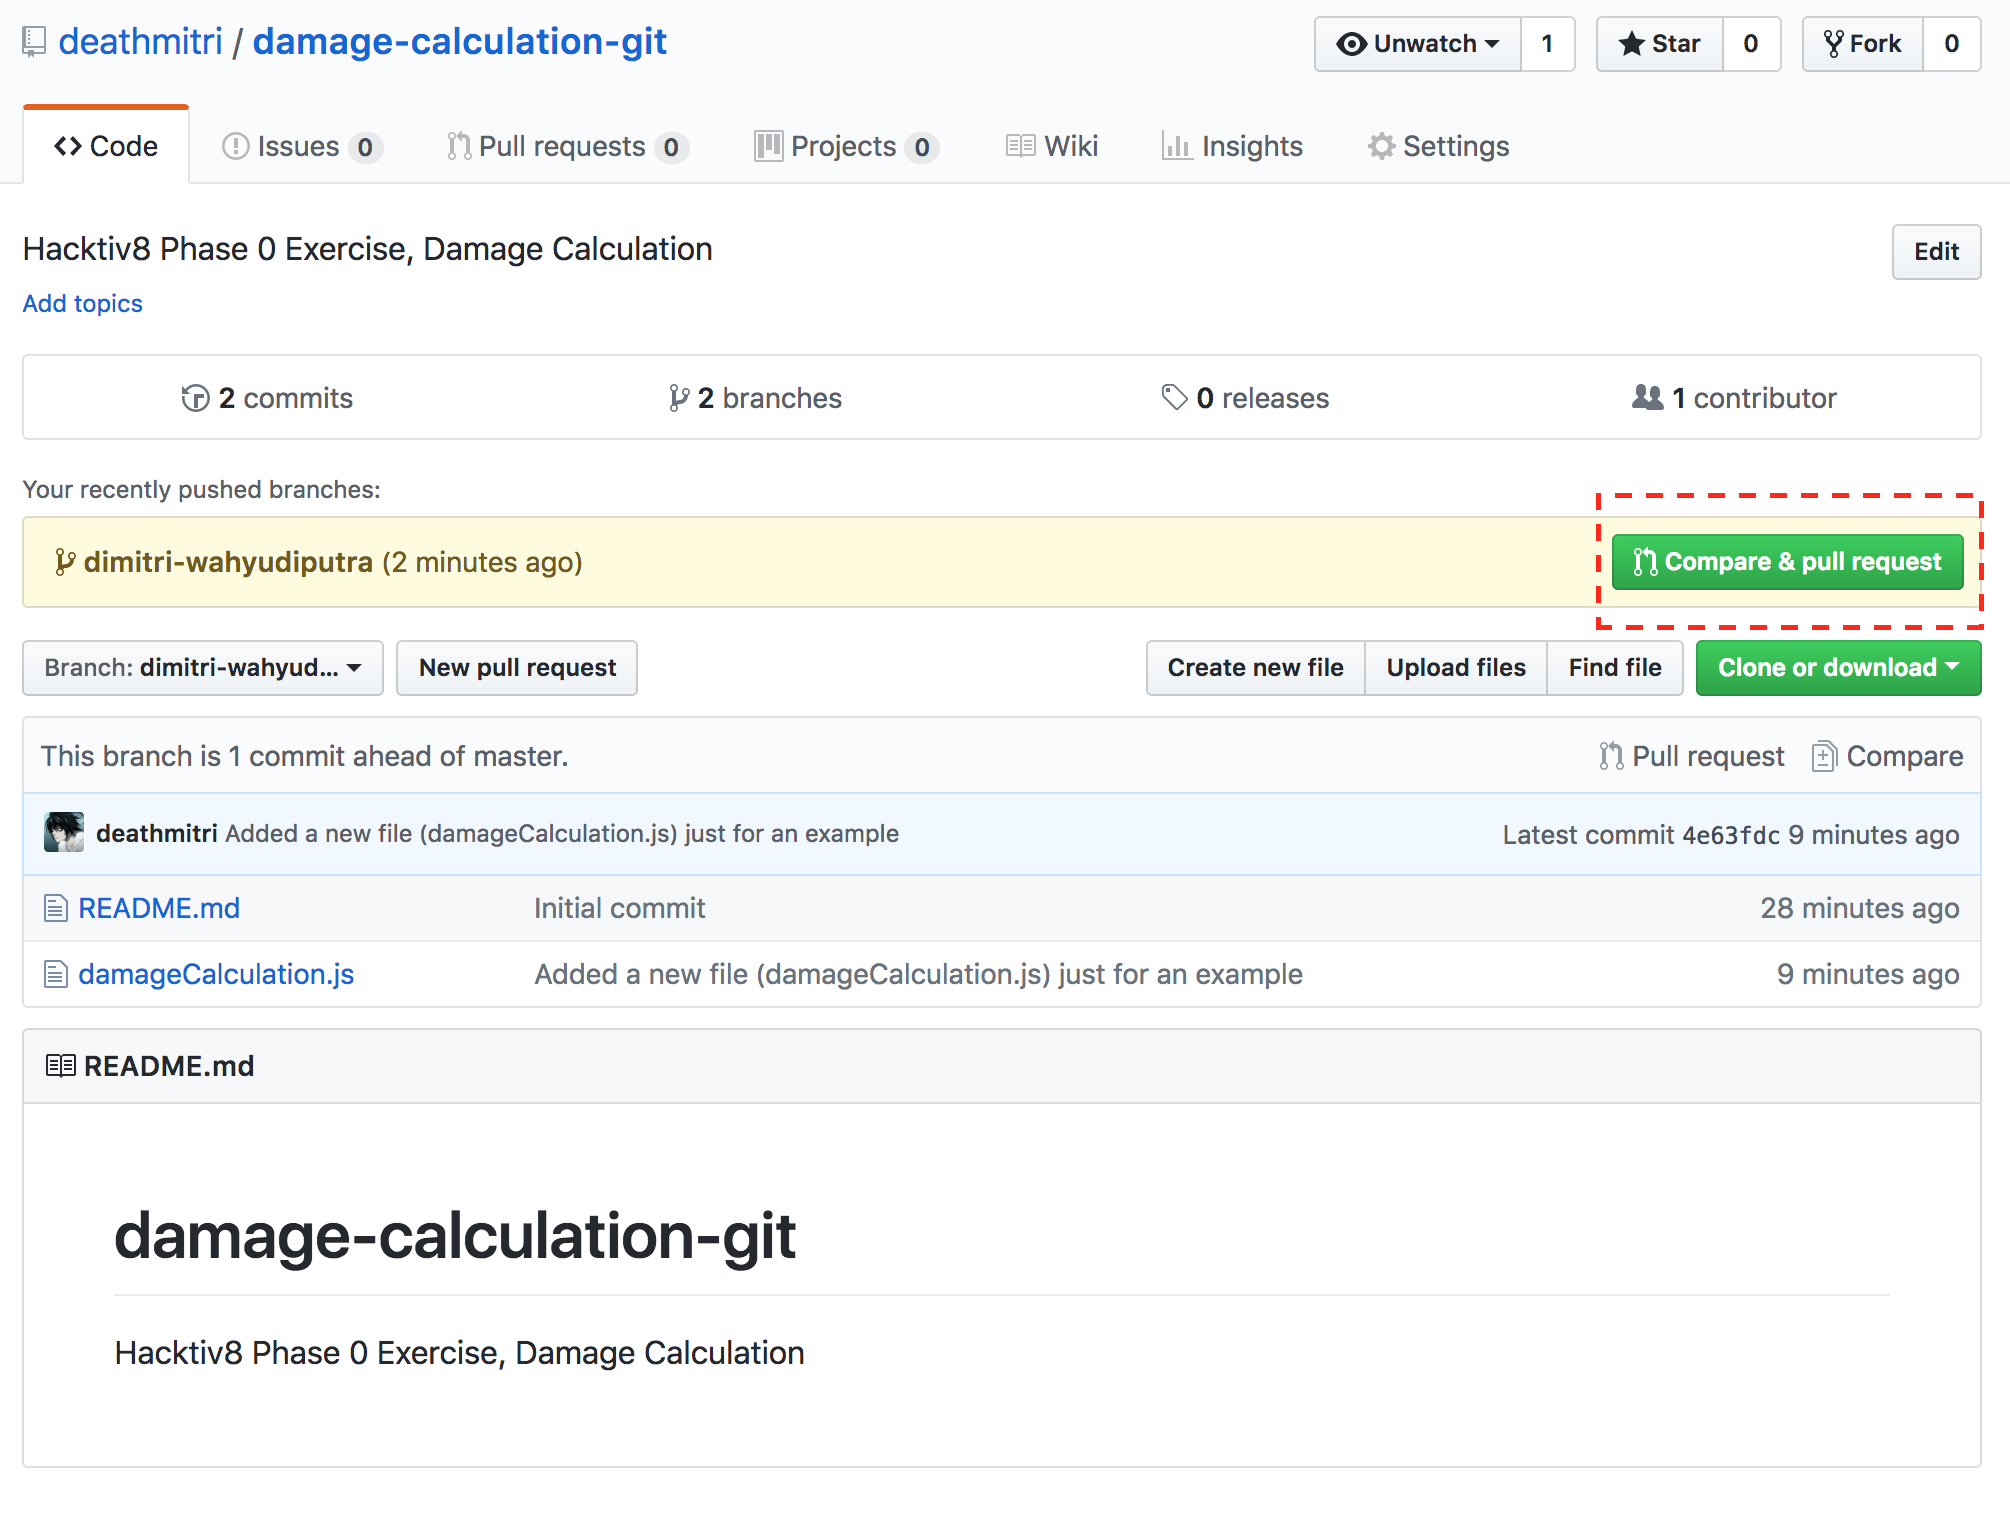 deathmitri / damage-calculation-git
Unwatch 1 Star 0 Fork 0
Code Issues 0 Pull requests 0 Projects 0 Wiki Insights Settings
Hacktiv8 Phase 0 Exercise, Damage Calculation
Edit
Add topics
2 commits 2 branches 0 releases 1 contributor
Your recently pushed branches:
dimitri-wahyudiputra (2 minutes ago) Compare & pull request
Branch: dimitri-wahyud... New pull request Create new file Upload files Find file Clone or download
This branch is 1 commit ahead of master. Pull request Compare
deathmitri Added a new file (damageCalculation.js) just for an example Latest commit 4e63fdc 9 minutes ago
README.md Initial commit 28 minutes ago
damageCalculation.js Added a new file (damageCalculation.js) just for an example 9 minutes ago
README.md
damage-calculation-git
Hacktiv8 Phase 0 Exercise, Damage Calculation